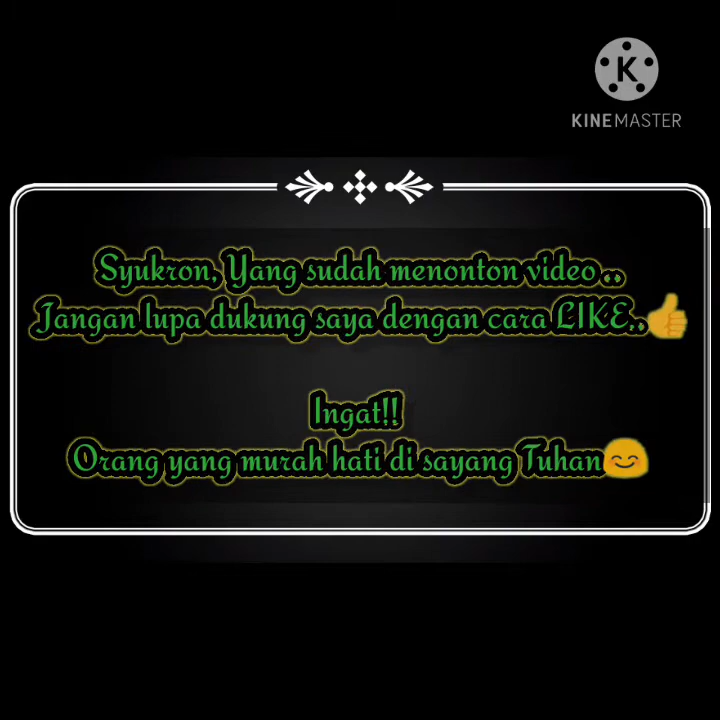 K
KINEMASTER
Syukron, Yang sudah menonton video ..
Jangan lupa dukung saya dengan cara LIKE..👍
Ingat!!
Orang yang murah hati di sayang Tuhan😊